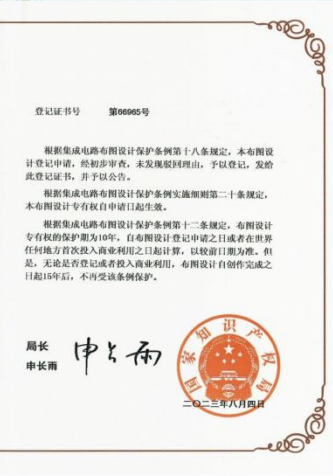 登记证书号 第66965号
根据集成电路布图设计保护条例第十八条规定，本布图设
计登记申请，经初步审查，未发现驳回理由，予以登记，发给
此登记证书，并予以公告。
根据集成电路布图设计保护条例实施细则第二十条规定，
本布图设计专有权自申请日起生效。
根据集成电路布图设计保护条例第十二条规定，布图设计
专有权的保护期为10年，自布图设计登记申请之日或者在世界
任何地方首次投入商业利用之日起计算，以较前日期为准。但
是，无论是否登记或者投入商业利用，布图设计自创作完成之
日起15年后，不再受该条例保护。
局长
申长雨
申长雨
国家知识产权局
二〇二三年八月四日